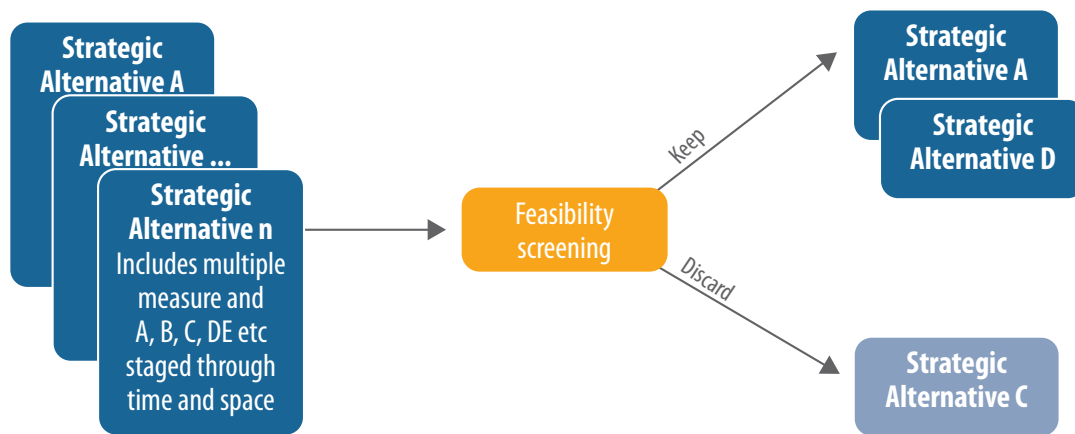 Strategic
Alternative A
Strategic
Alternative ...
Strategic
Alternative n
Includes multiple
measure and
A, B, C, DE etc
staged through
time and space
Feasibility
screening
Keep
Discard
Strategic
Alternative A
Strategic
Alternative D
Strategic
Alternative C